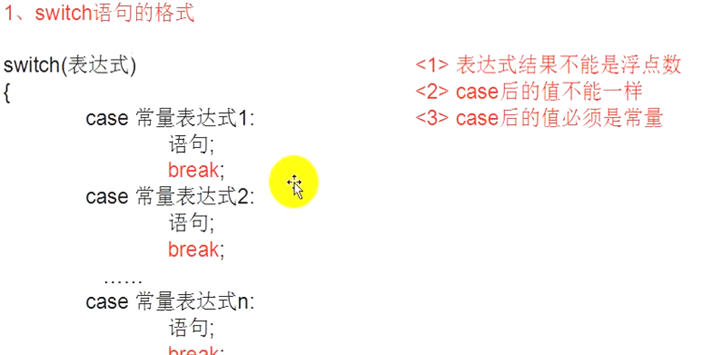 1、switch语句的格式
switch(表达式)
<1> 表达式结果不能是浮点数
{
<2> case后的值不能一样
case 常量表达式1:
<3> case后的值必须是常量
语句;
break;
case 常量表达式2:
语句;
break;
……
case 常量表达式n:
语句;
break;